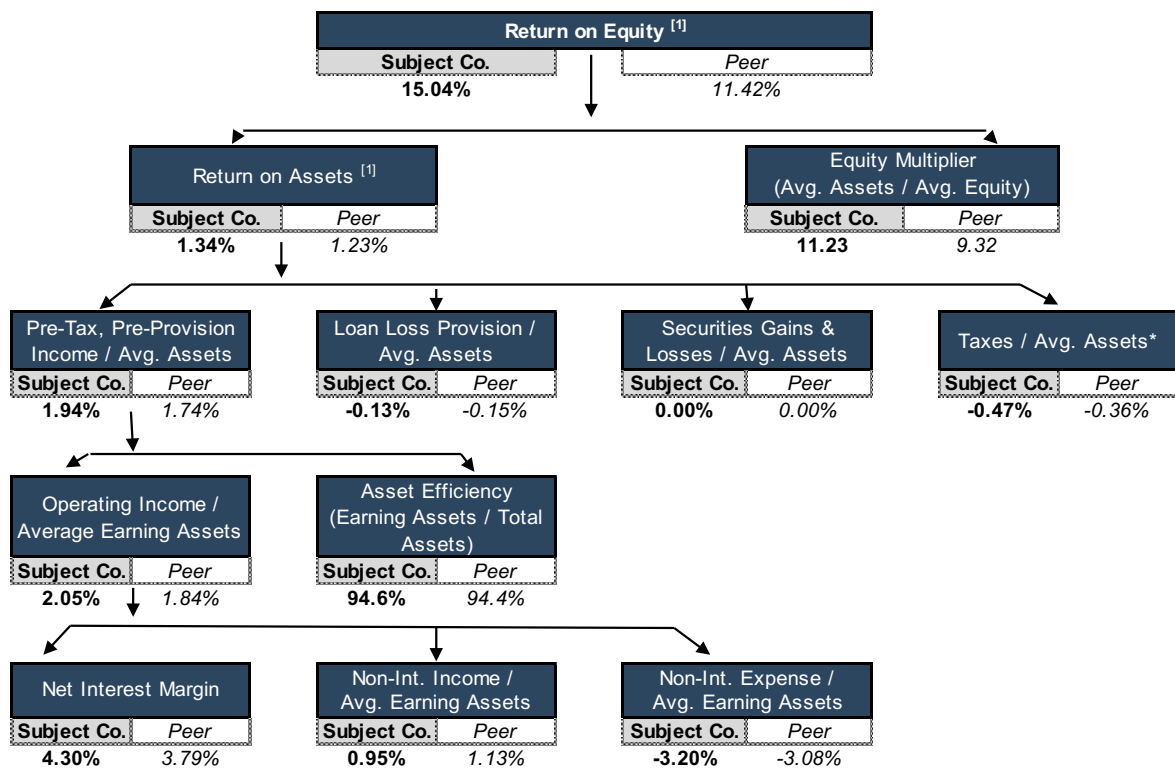 Return on Equity [1]
Subject Co. Peer
15.04% 11.42%
Return on Assets [1]
Subject Co. Peer
1.34% 1.23%
Equity Multiplier
(Avg. Assets / Avg. Equity)
Subject Co. Peer
11.23 9.32
Pre-Tax, Pre-Provision
Income / Avg. Assets
Subject Co. Peer
1.94% 1.74%
Loan Loss Provision /
Avg. Assets
Subject Co. Peer
-0.13% -0.15%
Securities Gains &
Losses / Avg. Assets
Subject Co. Peer
0.00% 0.00%
Taxes / Avg. Assets*
Subject Co. Peer
-0.47% -0.36%
Operating Income /
Average Earning Assets
Subject Co. Peer
2.05% 1.84%
Asset Efficiency
(Earning Assets / Total
Assets)
Subject Co. Peer
94.6% 94.4%
Net Interest Margin
Subject Co. Peer
4.30% 3.79%
Non-Int. Income /
Avg. Earning Assets
Subject Co. Peer
0.95% 1.13%
Non-Int. Expense /
Avg. Earning Assets
Subject Co. Peer
-3.20% -3.08%